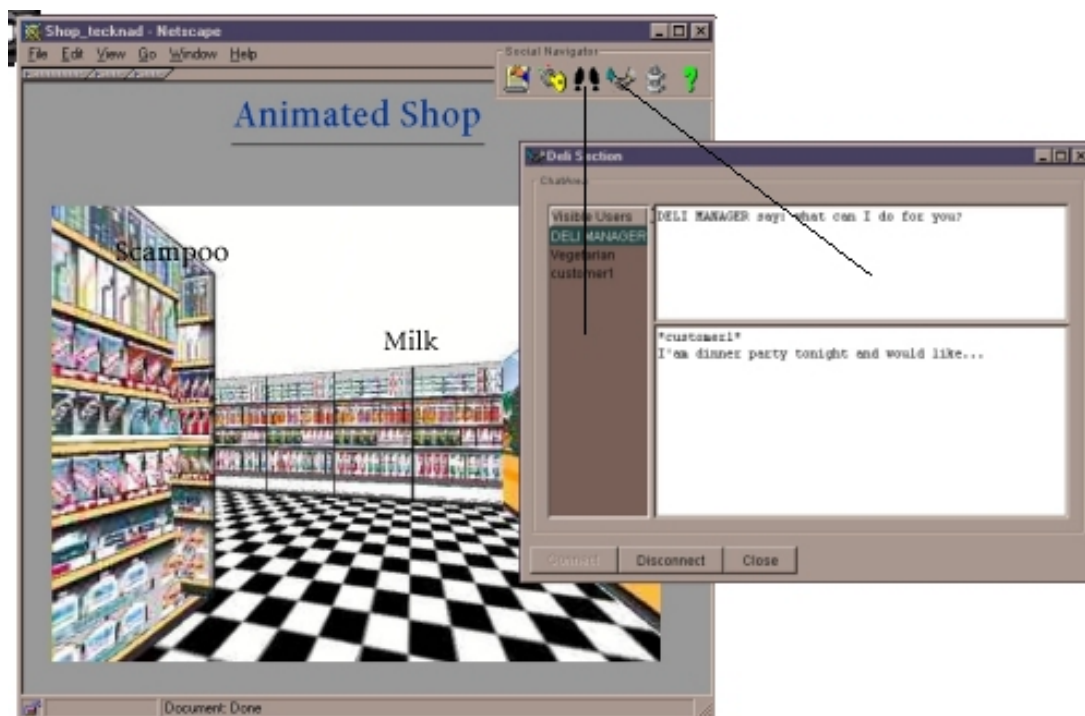 Shop_tecknad - Netscape
File Edit View Go Window Help
Social Navigator
Animated Shop
Scampoo
Milk
Deli Section
ChatArea
Visible Users
DELI MANAGER
Vegetarian
customer1
DELI MANAGER say: what can I do for you?
*customer1*
I'am dinner party tonight and would like...
Connect Disconnect Close
Document: Done